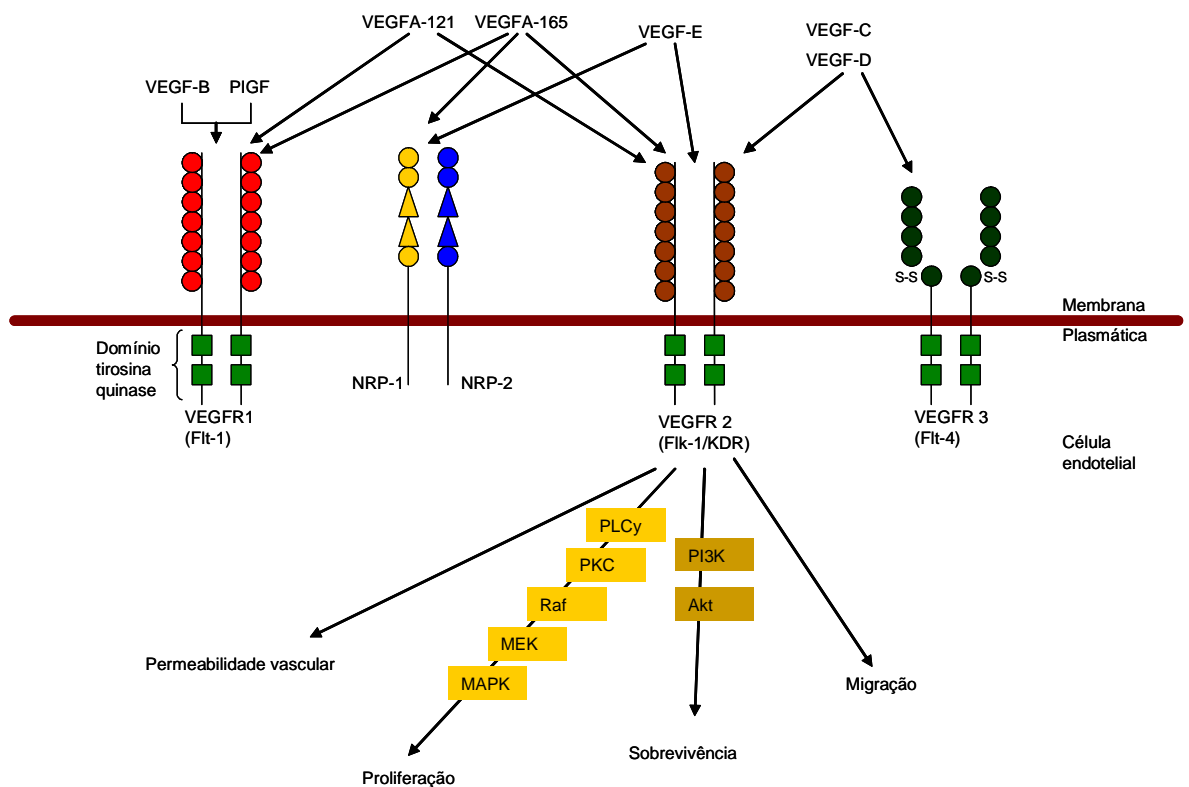 VEGFA-121
VEGFA-165
VEGF-E
VEGF-C
VEGF-D
VEGF-B
PIGF
S-S
S-S
Membrana
Plasmática
Domínio
tirosina
quinase
NRP-1
NRP-2
VEGFR1
(Flt-1)
VEGFR 2
(Flk-1/KDR)
VEGFR 3
(Flt-4)
Célula
endotelial
PLCy
PKC
Raf
MEK
MAPK
PI3K
Akt
Permeabilidade vascular
Migração
Sobrevivência
Proliferação